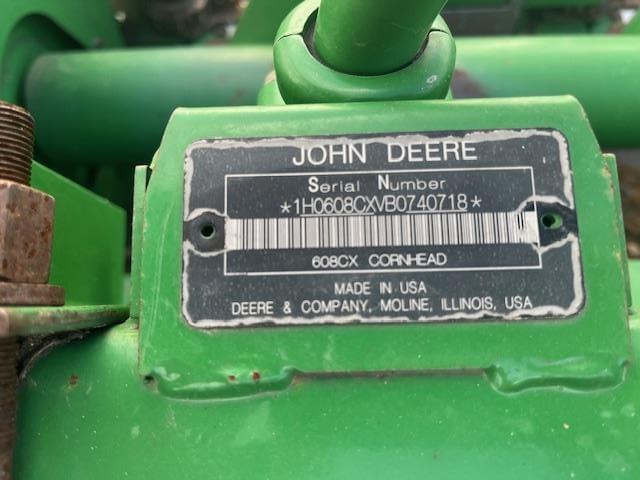 JOHN DEERE
Serial Number
*1H0608CXVB0740718*
608CX CORNHEAD
MADE IN USA
DEERE & COMPANY, MOLINE, ILLINOIS, USA